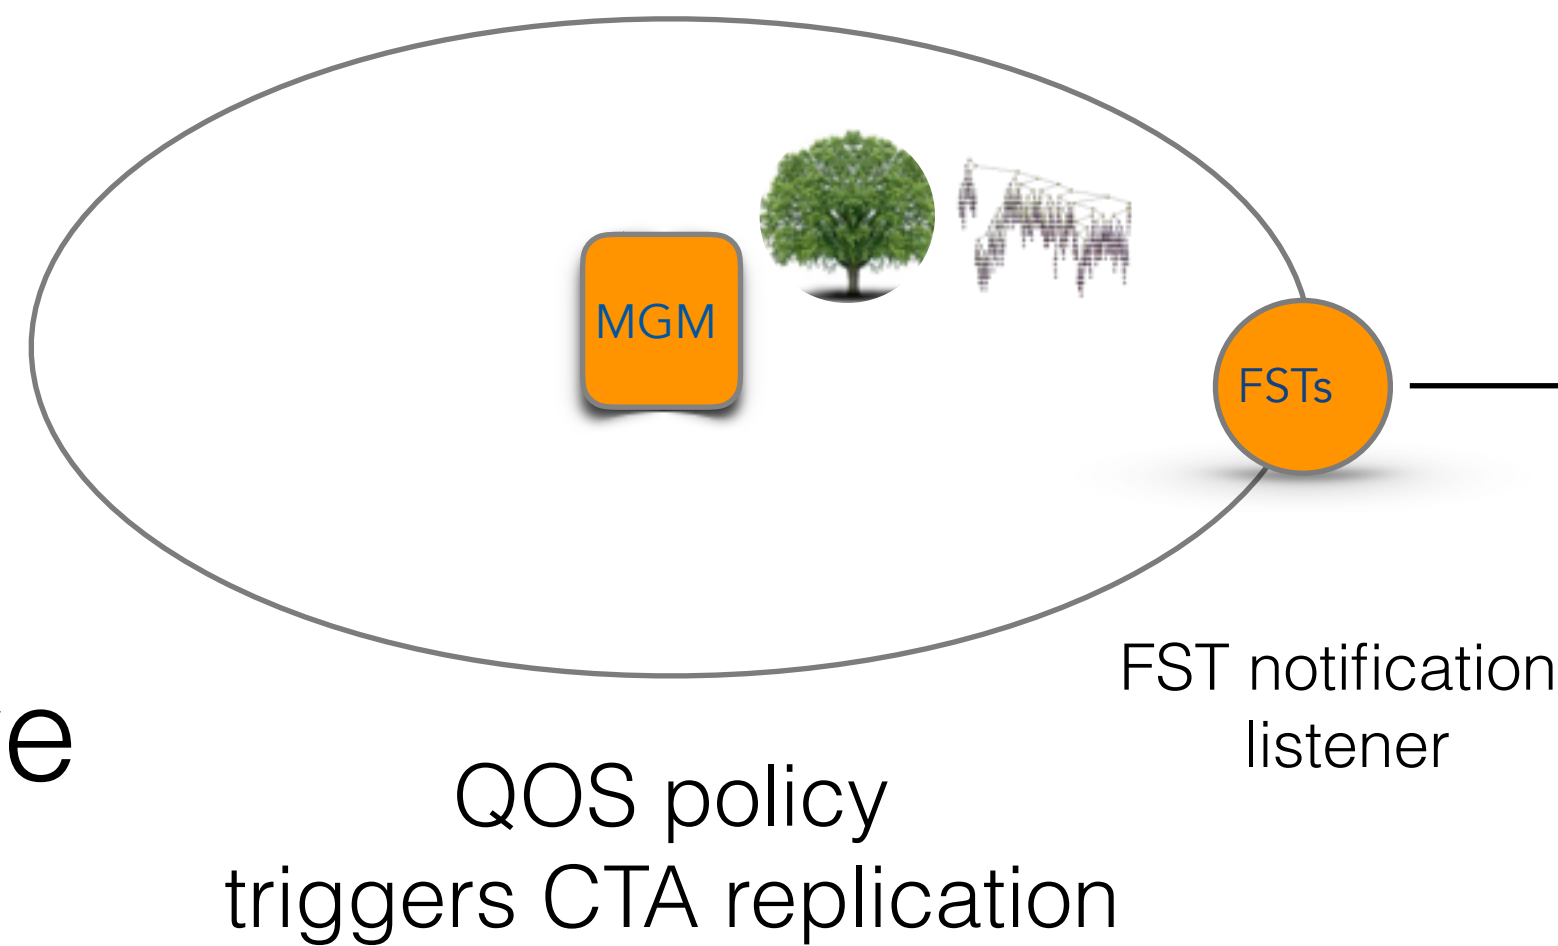 MGM
FSTs
FST notification
listener
QOS policy
triggers CTA replication